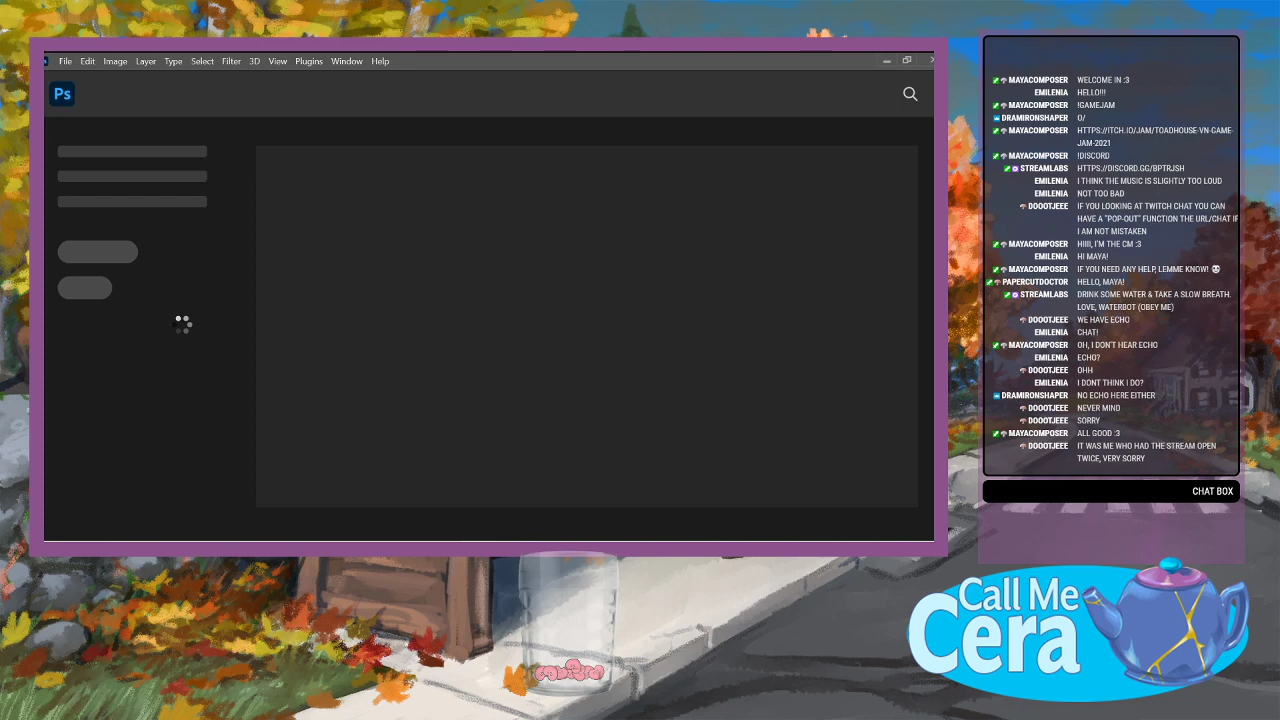 File Edit Image Layer Type Select Filter 3D View Plugins Window Help
Ps
MAYACOMPOSER WELCOME IN :3
EMILENIA HELLO!!!
MAYACOMPOSER !GAMEJAM
DRAMIRONSHAPER O/
MAYACOMPOSER HTTPS://ITCH.IO/JAM/TOADHOUSE-VN-GAME-
JAM-2021
MAYACOMPOSER !DISCORD
STREAMLABS HTTPS://DISCORD.GG/BPTRJSH
EMILENIA I THINK THE MUSIC IS SLIGHTLY TOO LOUD
EMILENIA NOT TOO BAD
DOOOTJEEE IF YOU LOOKING AT TWITCH CHAT YOU CAN
HAVE A "POP-OUT" FUNCTION THE URL/CHAT IF
I AM NOT MISTAKEN
MAYACOMPOSER HIIII, I'M THE CM :3
EMILENIA HI MAYA!
MAYACOMPOSER IF YOU NEED ANY HELP, LEMME KNOW!
PAPERCUTDOCTOR HELLO, MAYA!
STREAMLABS DRINK SOME WATER & TAKE A SLOW BREATH.
LOVE, WATERBOT (OBEY ME)
DOOOTJEEE WE HAVE ECHO
EMILENIA CHAT!
MAYACOMPOSER OH, I DON'T HEAR ECHO
EMILENIA ECHO?
DOOOTJEEE OHH
EMILENIA I DONT THINK I DO?
DRAMIRONSHAPER NO ECHO HERE EITHER
DOOOTJEEE NEVER MIND
DOOOTJEEE SORRY
MAYACOMPOSER ALL GOOD :3
DOOOTJEEE IT WAS ME WHO HAD THE STREAM OPEN
TWICE, VERY SORRY
CHAT BOX
Call Me
Cera